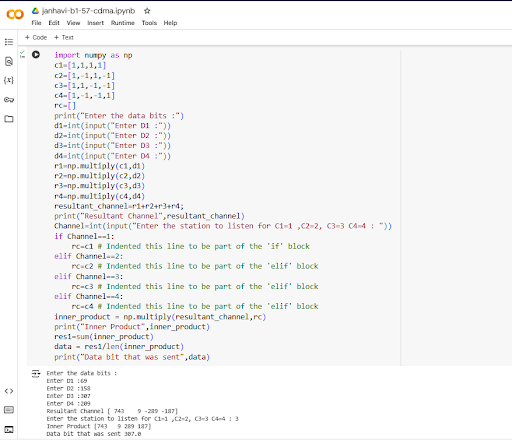 janhavi-b1-57-cdma.ipynb
File Edit View Insert Runtime Tools Help
+ Code + Text
import numpy as np
c1=[1,1,1,1]
c2=[1,-1,1,-1]
c3=[1,1,-1,-1]
c4=[1,-1,-1,1]
rc=[]
print("Enter the data bits :")
d1=int(input("Enter D1 :"))
d2=int(input("Enter D2 :"))
d3=int(input("Enter D3 :"))
d4=int(input("Enter D4 :"))
r1=np.multiply(c1,d1)
r2=np.multiply(c2,d2)
r3=np.multiply(c3,d3)
r4=np.multiply(c4,d4)
resultant_channel=r1+r2+r3+r4;
print("Resultant Channel",resultant_channel)
Channel=int(input("Enter the station to listen for C1=1 ,C2=2, C3=3 C4=4 : "))
if Channel==1:
    rc=c1 # Indented this line to be part of the 'if' block
elif Channel==2:
    rc=c2 # Indented this line to be part of the 'elif' block
elif Channel==3:
    rc=c3 # Indented this line to be part of the 'elif' block
elif Channel==4:
    rc=c4 # Indented this line to be part of the 'elif' block
inner_product = np.multiply(resultant_channel,rc)
print("Inner Product",inner_product)
res1=sum(inner_product)
data = res1/len(inner_product)
print("Data bit that was sent",data)
Enter the data bits :
Enter D1 :69
Enter D2 :158
Enter D3 :307
Enter D4 :209
Resultant Channel [ 743    9 -289 -187]
Enter the station to listen for C1=1 ,C2=2, C3=3 C4=4 : 3
Inner Product [743   9 289 187]
Data bit that was sent 307.0